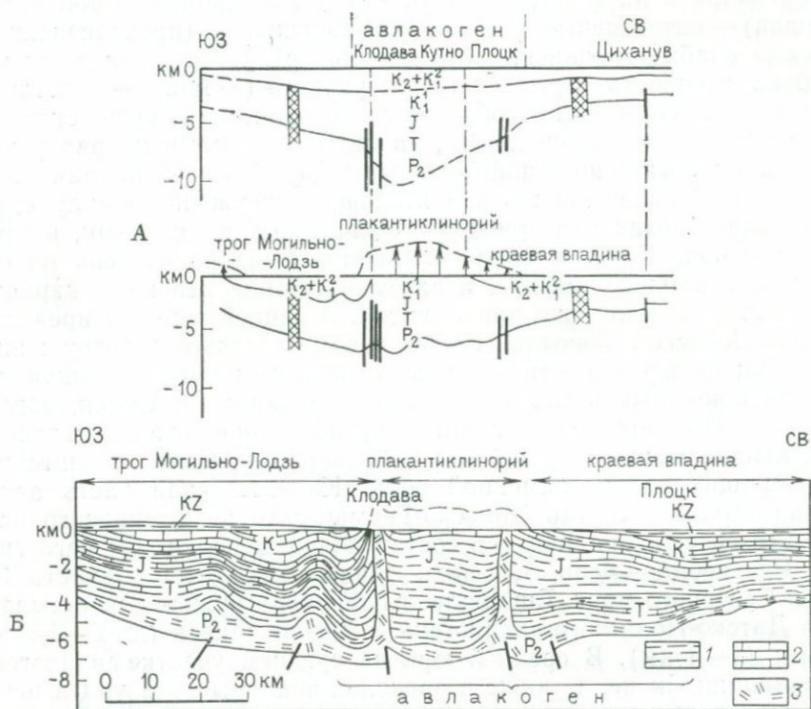 авлакоген
ЮЗ Клодава Кутно Плоцк СВ
Циханув
км 0
K₂+K₁²
K₁¹
-5 J
T
P₂
-10
А
плакантиклинорий
трог Могильно-
-Лодзь
краевая впадина
км 0
K₂+K₁² K₁¹ K₂+K₁²
J
-5 T
P₂
-10
ЮЗ СВ
трог Могильно-Лодзь плакантиклинорий краевая впадина
Клодава Плоцк
KZ KZ
км 0
K K
-2 J J J -2
T T T
-4 -4
Б P₂ P₂
-6
-8
0 10 20 30 км
1 2
3
авлакоген